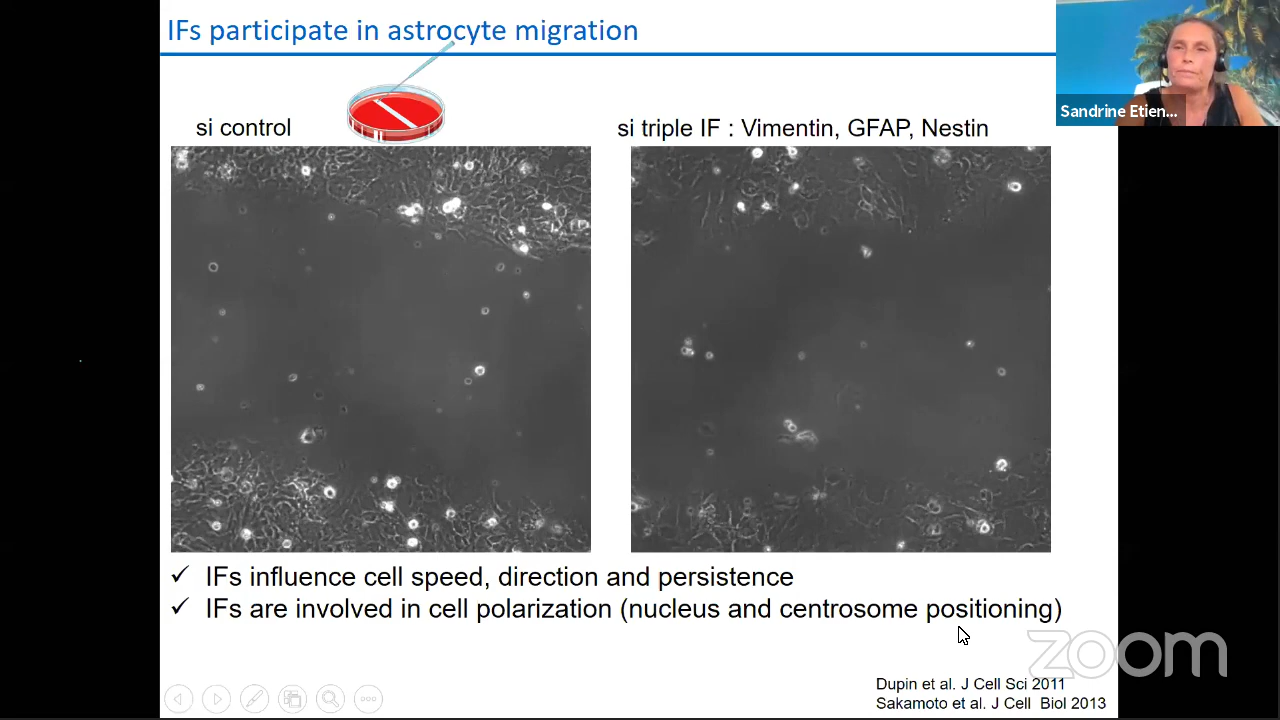 IFs participate in astrocyte migration
Sandrine Etien...
si control
si triple IF : Vimentin, GFAP, Nestin
✓ IFs influence cell speed, direction and persistence
✓ IFs are involved in cell polarization (nucleus and centrosome positioning)
zoom
Dupin et al. J Cell Sci 2011
Sakamoto et al. J Cell Biol 2013